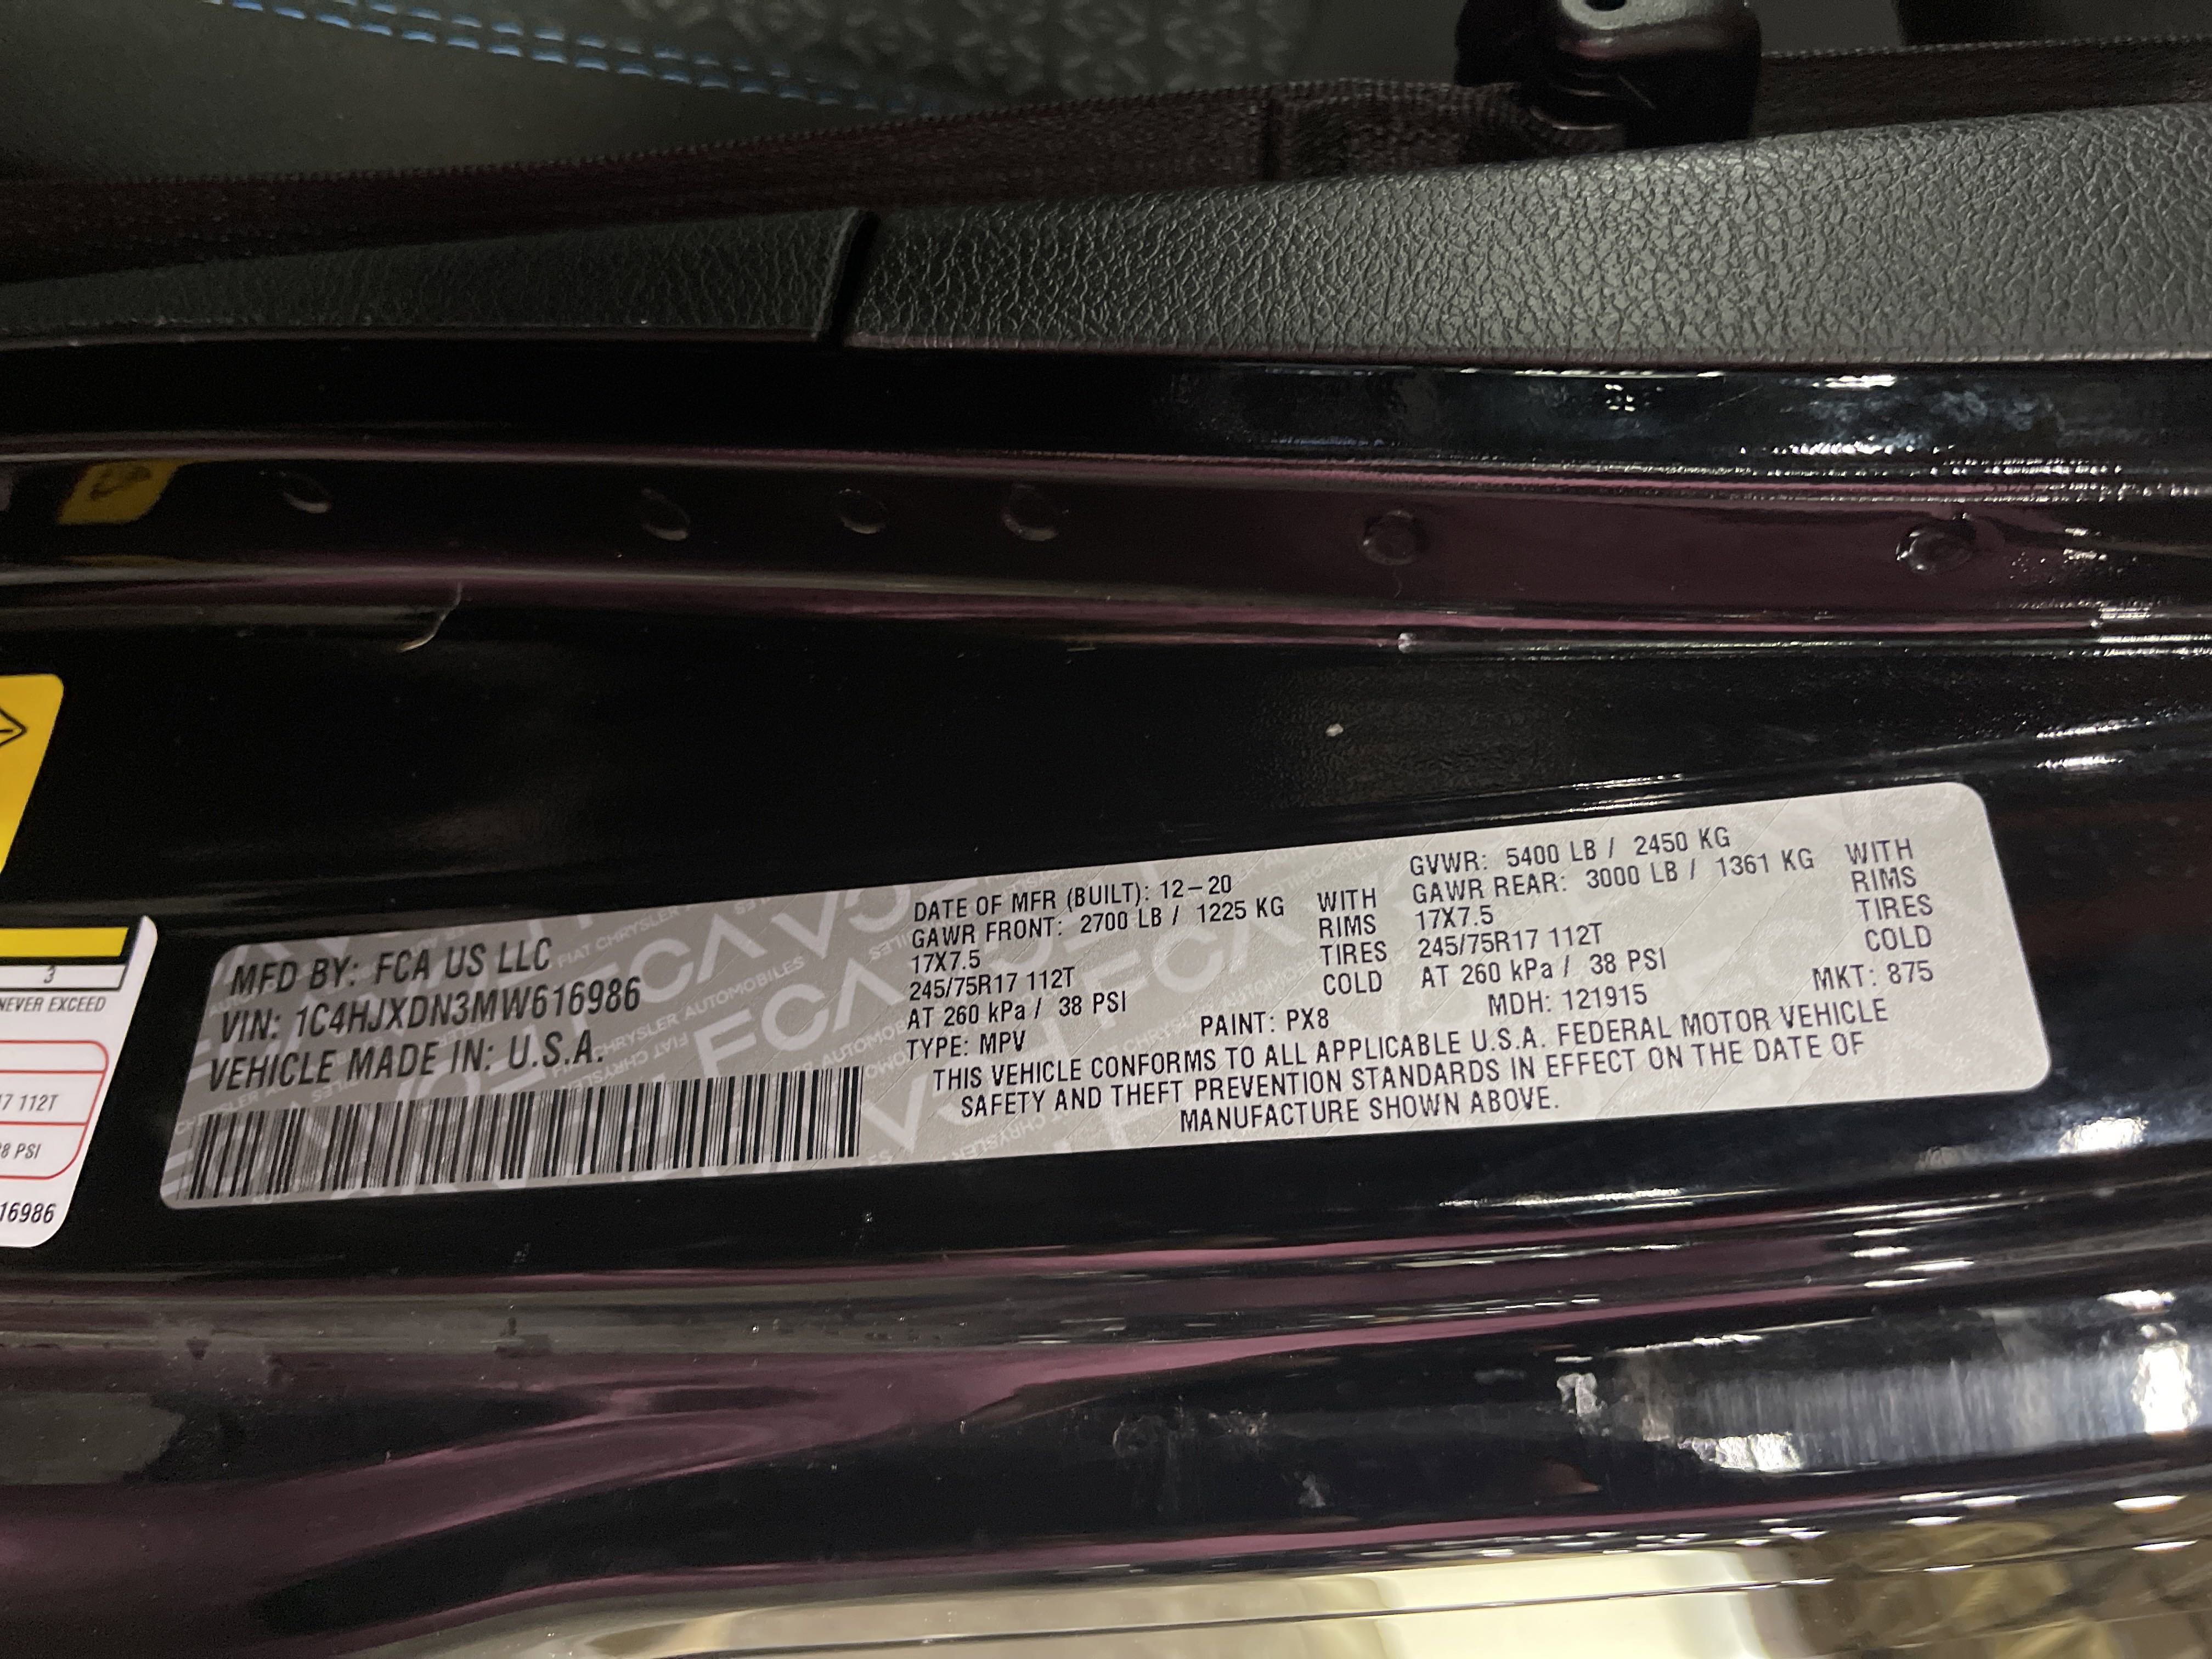 MFD BY: FCA US LLC
VIN: 1C4HJXDN3MW616986
VEHICLE MADE IN: U.S.A.
DATE OF MFR (BUILT): 12-20
GVWR: 5400 LB / 2450 KG
GAWR FRONT: 2700 LB / 1225 KG WITH
GAWR REAR: 3000 LB / 1361 KG WITH
17X7.5 RIMS
17X7.5 RIMS
245/75R17 112T TIRES
245/75R17 112T TIRES
AT 260 kPa / 38 PSI COLD
AT 260 kPa / 38 PSI COLD
TYPE: MPV PAINT: PX8 MDH: 121915 MKT: 875
THIS VEHICLE CONFORMS TO ALL APPLICABLE U.S.A. FEDERAL MOTOR VEHICLE
SAFETY AND THEFT PREVENTION STANDARDS IN EFFECT ON THE DATE OF
MANUFACTURE SHOWN ABOVE.
3
NEVER EXCEED
17 112T
38 PSI
16986
FCA
FIAT CHRYSLER AUTOMOBILES